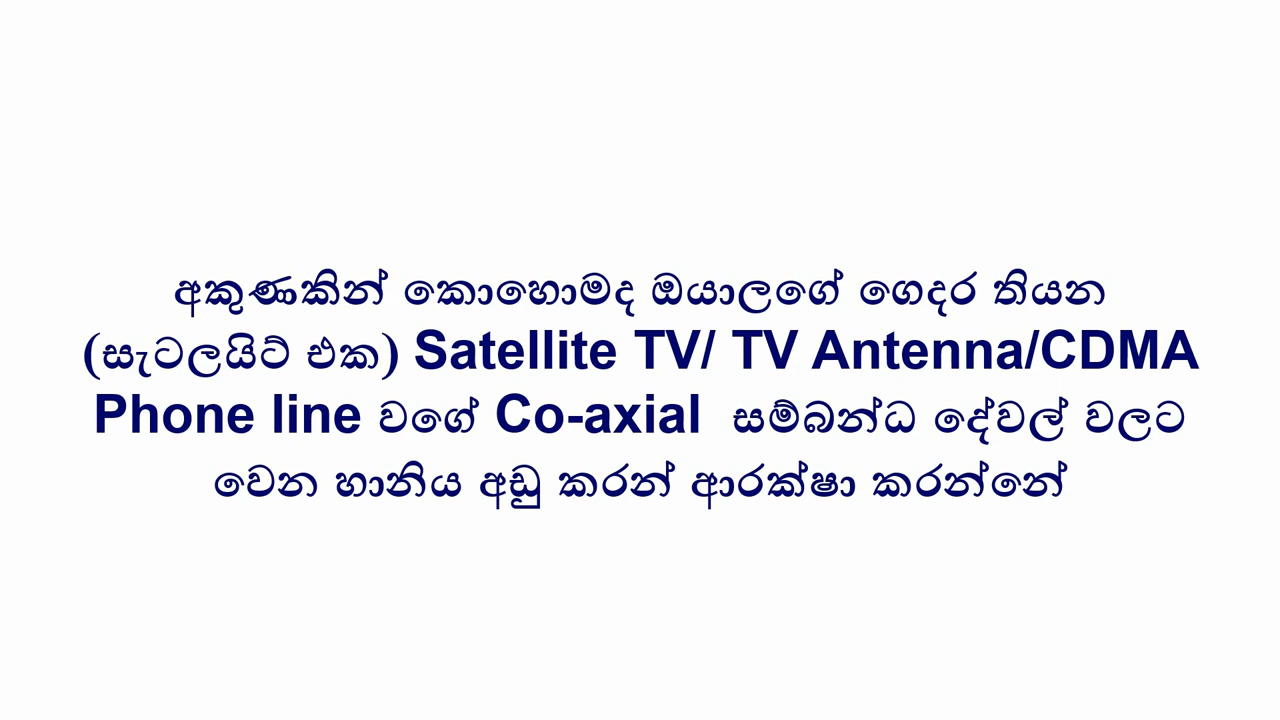 අකුණකින් කොහොමද ඔයාලගේ ගෙදර තියන
(සැටලයිට් එක) Satellite TV/ TV Antenna/CDMA
Phone line වගේ Co-axial සම්බන්ධ දේවල් වලට
වෙන හානිය අඩු කරන් ආරක්ෂා කරන්නේ